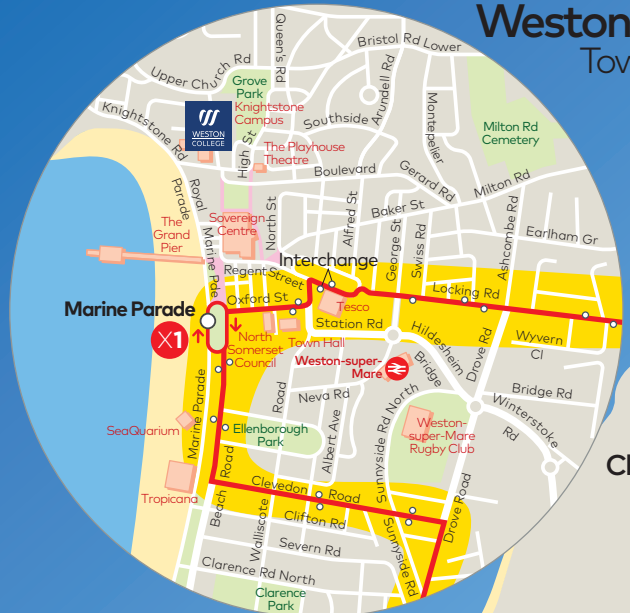 Weston
Tov
Bristol Rd Lower
Queen's Rd
Upper Church Rd
Grove
Park
Arundell Rd
Montepelier
Knightstone
Campus
Knightstone Rd
WESTON
COLLEGE
High St
Southside
Milton Rd
Cemetery
The Playhouse
Theatre
Boulevard
Gerard Rd
Milton Rd
Royal
Parade
Sovereign
Centre
North St
Alfred St
Baker St
George St
Swiss Rd
Ashcombe Rd
Earlham Gr
The
Grand
Pier
Marine Pde
Regent Street
Interchange
Oxford St
Locking Rd
Tesco
Marine Parade
X1
North
Somerset
Council
Town Hall
Station Rd
Hildesheim
Bridge
Drove Rd
Wyvern
Cl
Weston-super-
Mare
Bridge Rd
Road
Neva Rd
Marine Parade
SeaQuarium
Ellenborough
Park
Albert Ave
Sunnyside Rd North
Weston-
super-Mare
Rugby Club
Winterstoke
Rd
Cl
Tropicana
Beach Road
Clevedon Road
Walliscote
Clifton Rd
Drove Road
Severn Rd
Sunnyside Rd
Clarence Rd North
Clarence
Park